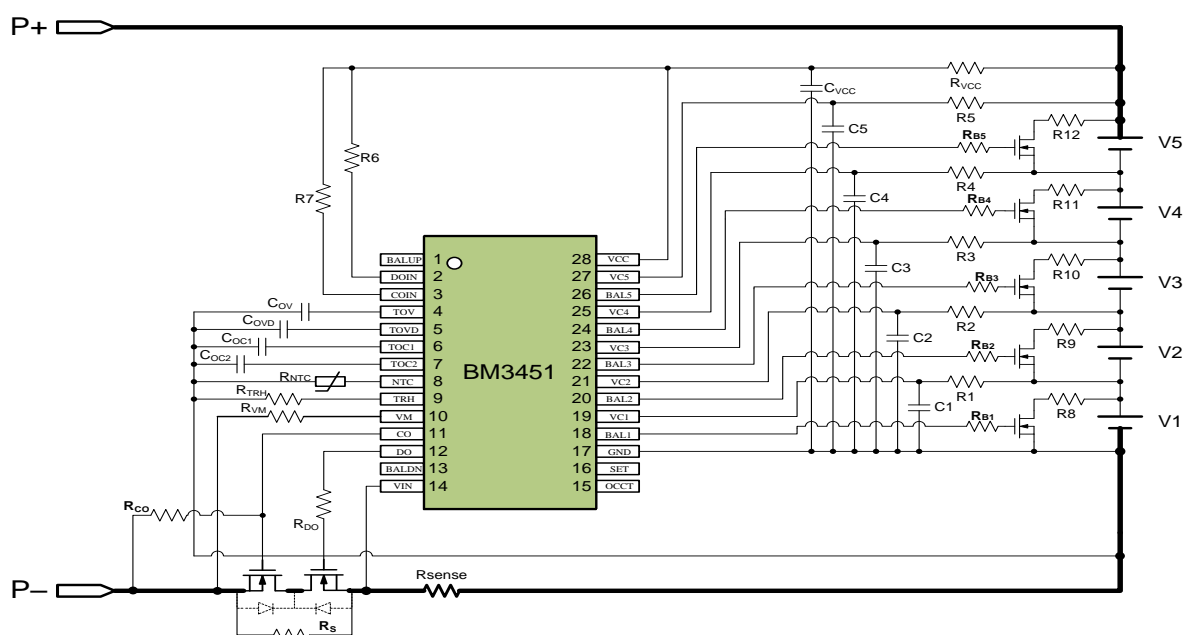 P+
RVCC
CVCC
R5
C5
R12
RB5
V5
R6
R4
C4
R11
R7
RB4
V4
R3
C3
R10
RB3
V3
BALUP 1 28 VCC
DOIN 2 27 VC5
COIN 3 26 BAL5
COV TOV 4 25 VC4
COVD TOVD 5 24 BAL4
COC1 TOC1 6 23 VC3
COC2 TOC2 7 22 BAL3
RNTC NTC 8 21 VC2
RTRH TRH 9 20 BAL2
RVM VM 10 19 VC1
CO 11 18 BAL1
DO 12 17 GND
BALDN 13 16 SET
VIN 14 15 OCCT
BM3451
R2
C2
R9
RB2
V2
R1
C1
R8
RB1
V1
RCO
RDO
P–
Rsense
RS